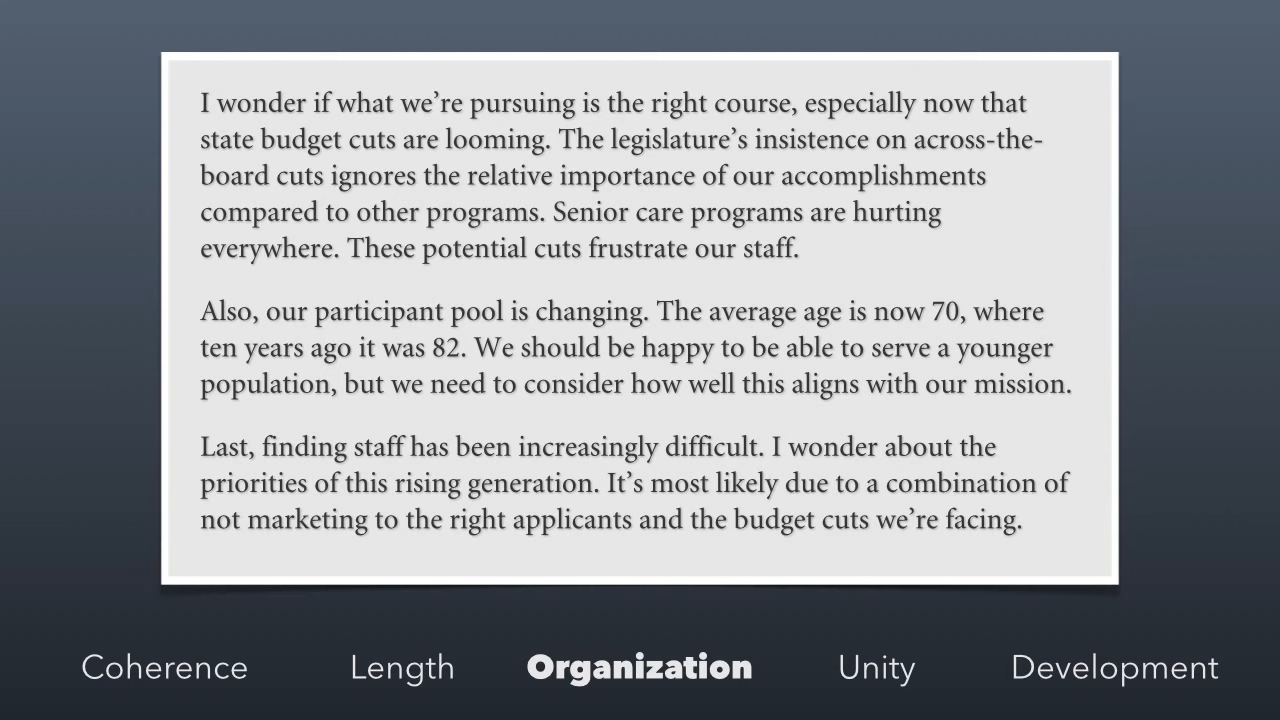 I wonder if what we’re pursuing is the right course, especially now that
state budget cuts are looming. The legislature’s insistence on across-the-
board cuts ignores the relative importance of our accomplishments
compared to other programs. Senior care programs are hurting
everywhere. These potential cuts frustrate our staff.
Also, our participant pool is changing. The average age is now 70, where
ten years ago it was 82. We should be happy to be able to serve a younger
population, but we need to consider how well this aligns with our mission.
Last, finding staff has been increasingly difficult. I wonder about the
priorities of this rising generation. It’s most likely due to a combination of
not marketing to the right applicants and the budget cuts we’re facing.
Coherence Length Organization Unity Development